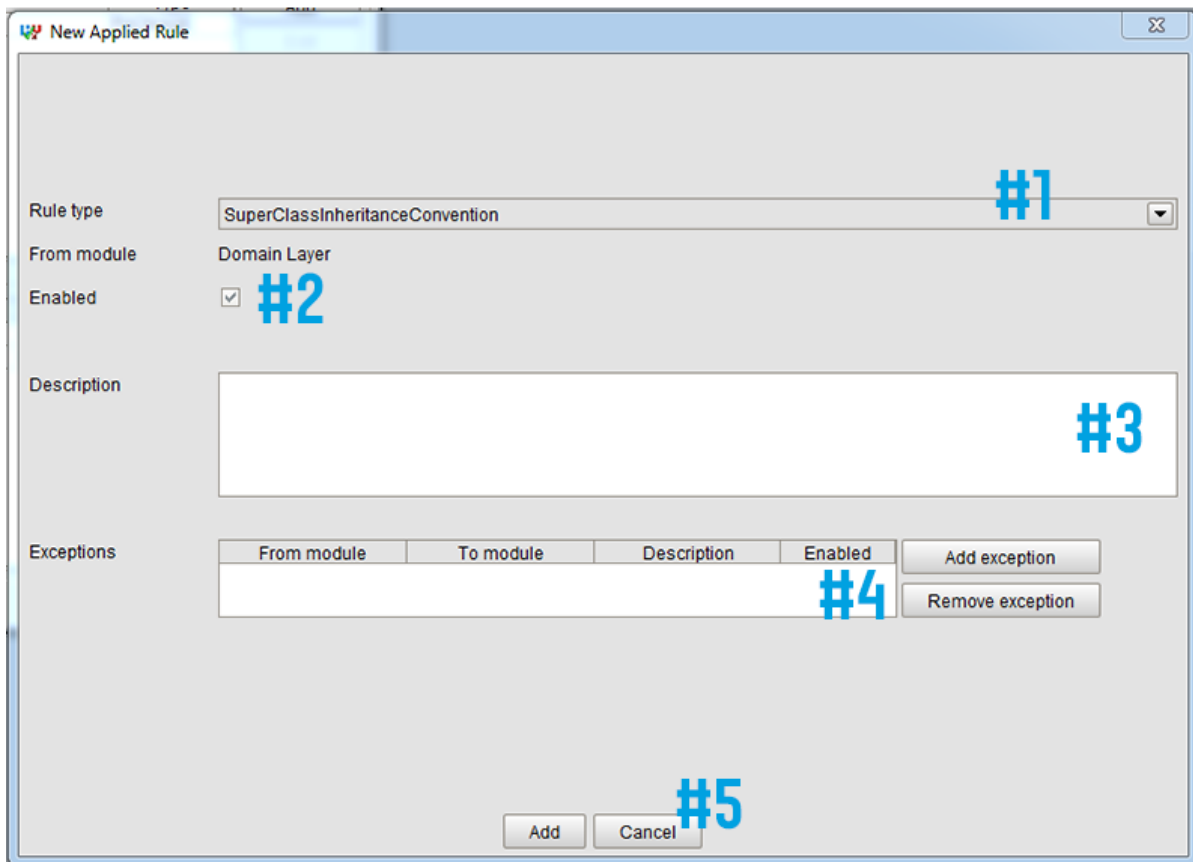 New Applied Rule
#1
Rule type SuperClassInheritanceConvention
From module Domain Layer
Enabled #2
Description
#3
Exceptions From module To module Description Enabled Add exception
#4 Remove exception
#5
Add Cancel